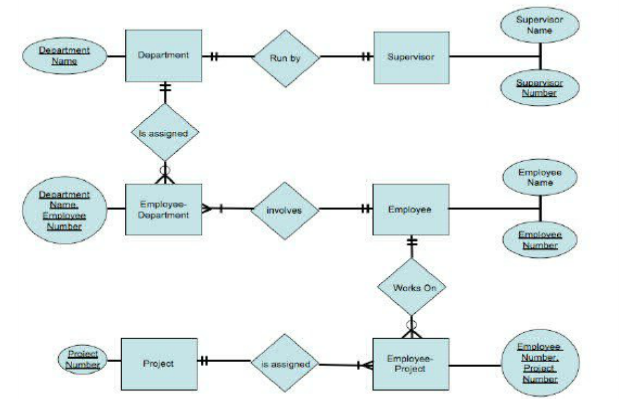 Supervisor
Name
Department
Name
Department
Run by
Supervisor
Supervisor
Number
Is assigned
Department
Name,
Employee
Number
Employee-
Department
involves
Employee
Employee
Name
Employee
Number
Works On
Project
Number
Project
is assigned
Employee-
Project
Employee
Number,
Project
Number